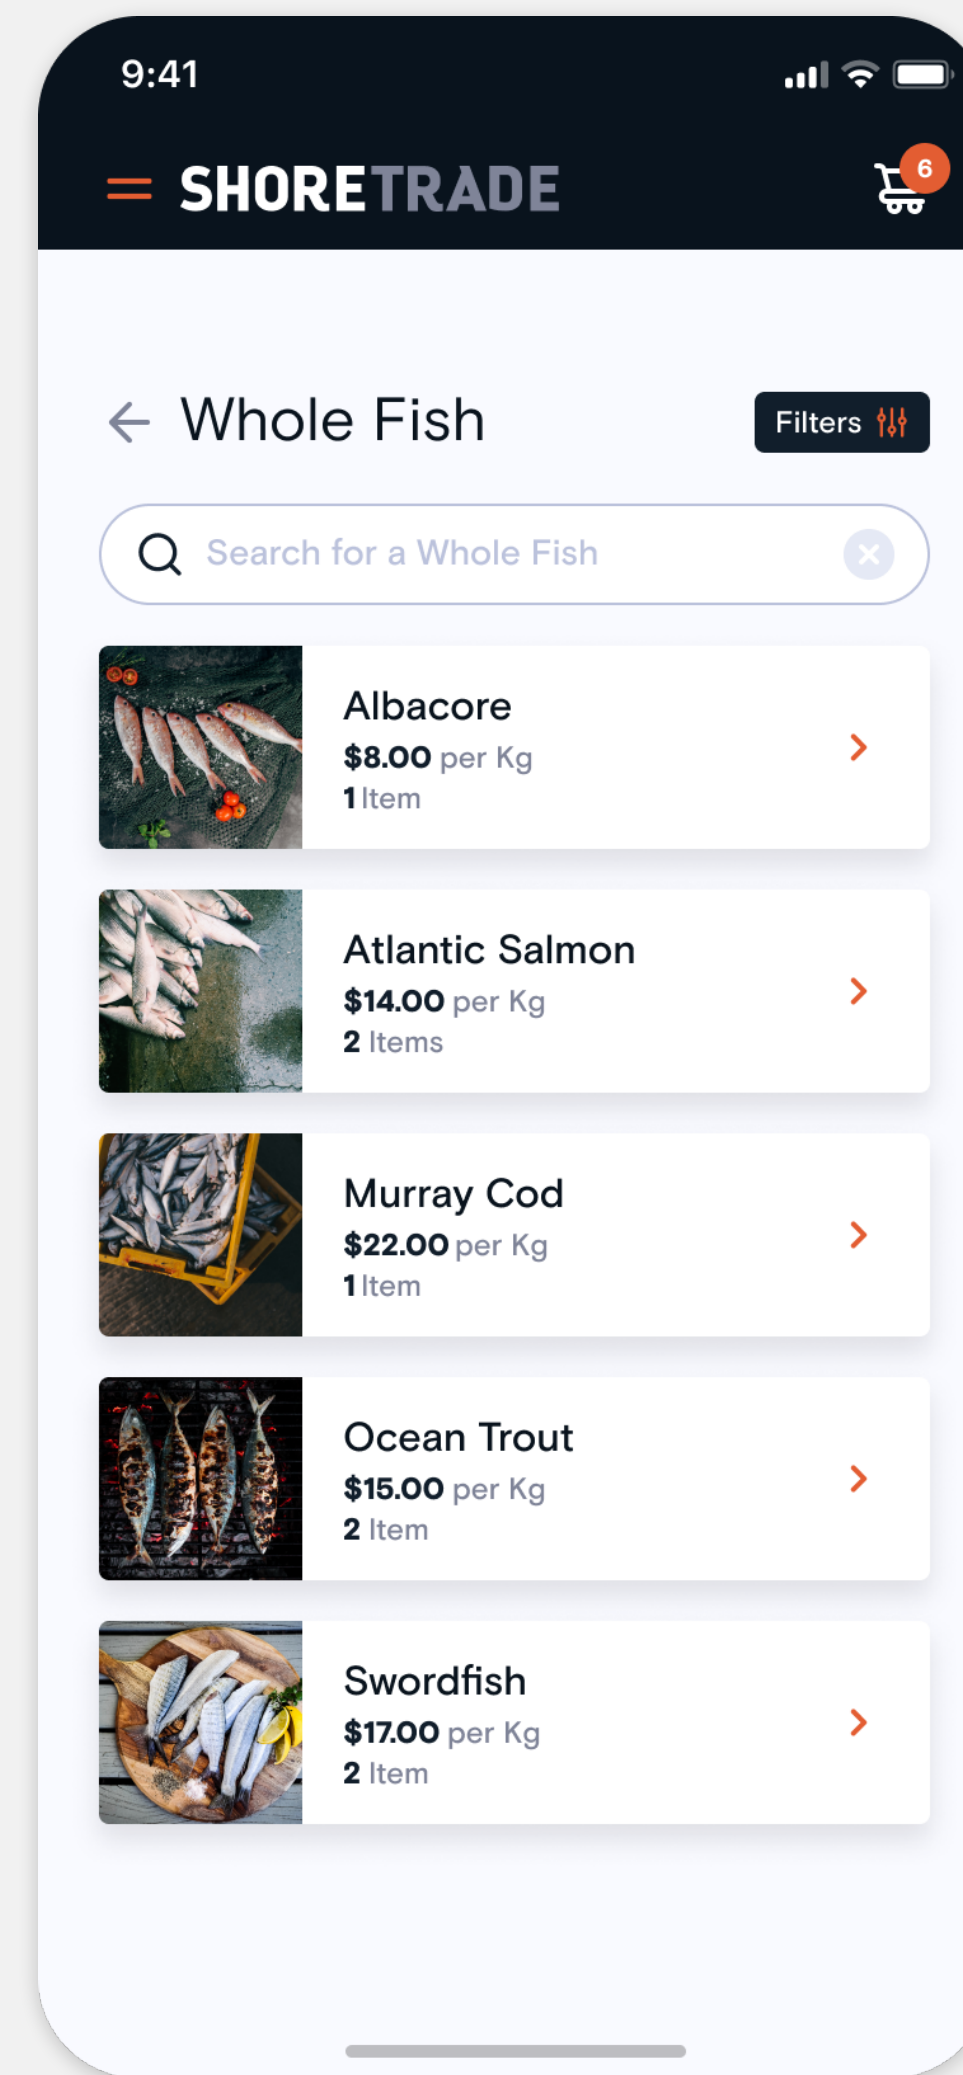 9:41
SHORETRADE
6
Whole Fish
Filters
Search for a Whole Fish
Albacore
$8.00 per Kg
1 Item
Atlantic Salmon
$14.00 per Kg
2 Items
Murray Cod
$22.00 per Kg
1 Item
Ocean Trout
$15.00 per Kg
2 Item
Swordfish
$17.00 per Kg
2 Item